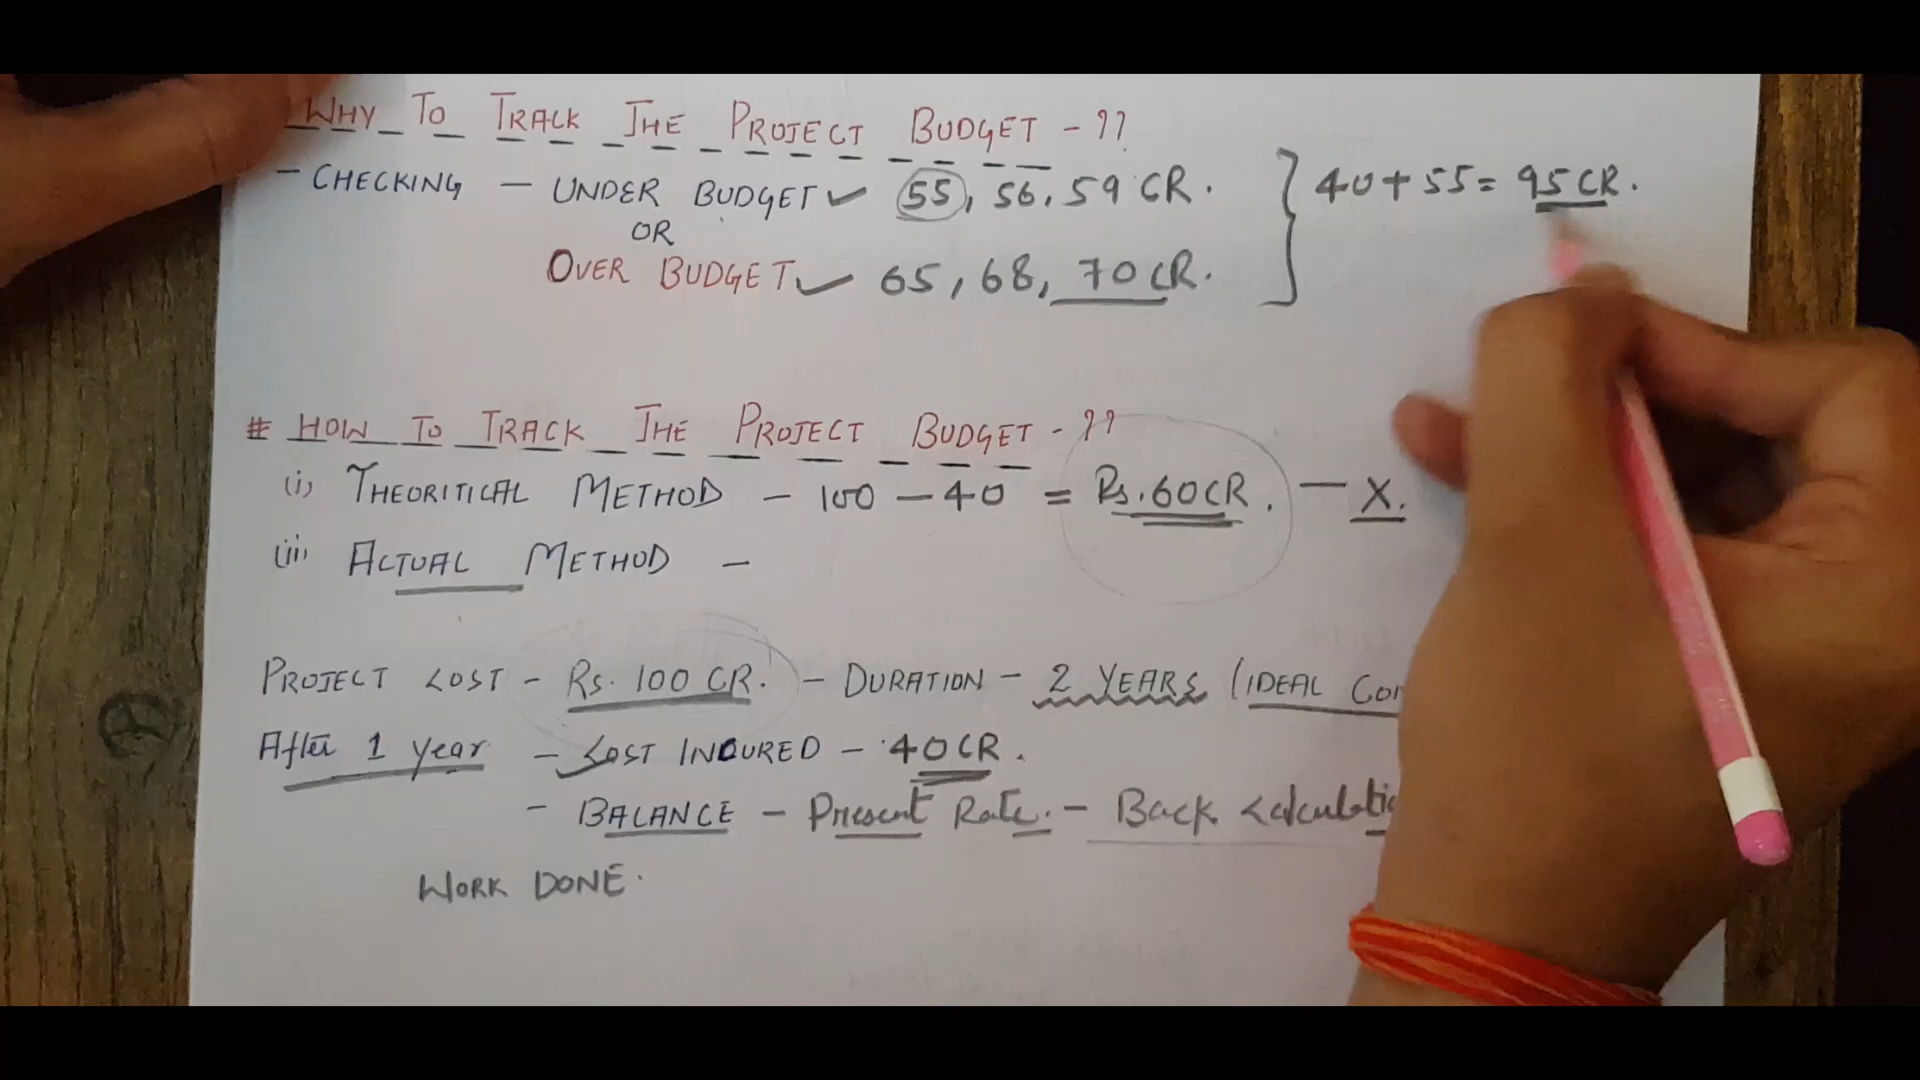 WHY TO TRACK THE PROJECT BUDGET - ??
- CHECKING - UNDER BUDGET ✓ 55, 56, 59 CR. } 40 + 55 = 95 CR.
OR
OVER BUDGET ✓ 65, 68, 70 CR.
# HOW TO TRACK THE PROJECT BUDGET - ??
(i) THEORITICAL METHOD - 100 - 40 = Rs. 60 CR. - X.
(ii) ACTUAL METHOD -
PROJECT COST - Rs. 100 CR. - DURATION - 2 YEARS (IDEAL
After 1 year - COST INCURED - 40 CR.
- BALANCE - Present Rate. - Back
WORK DONE.